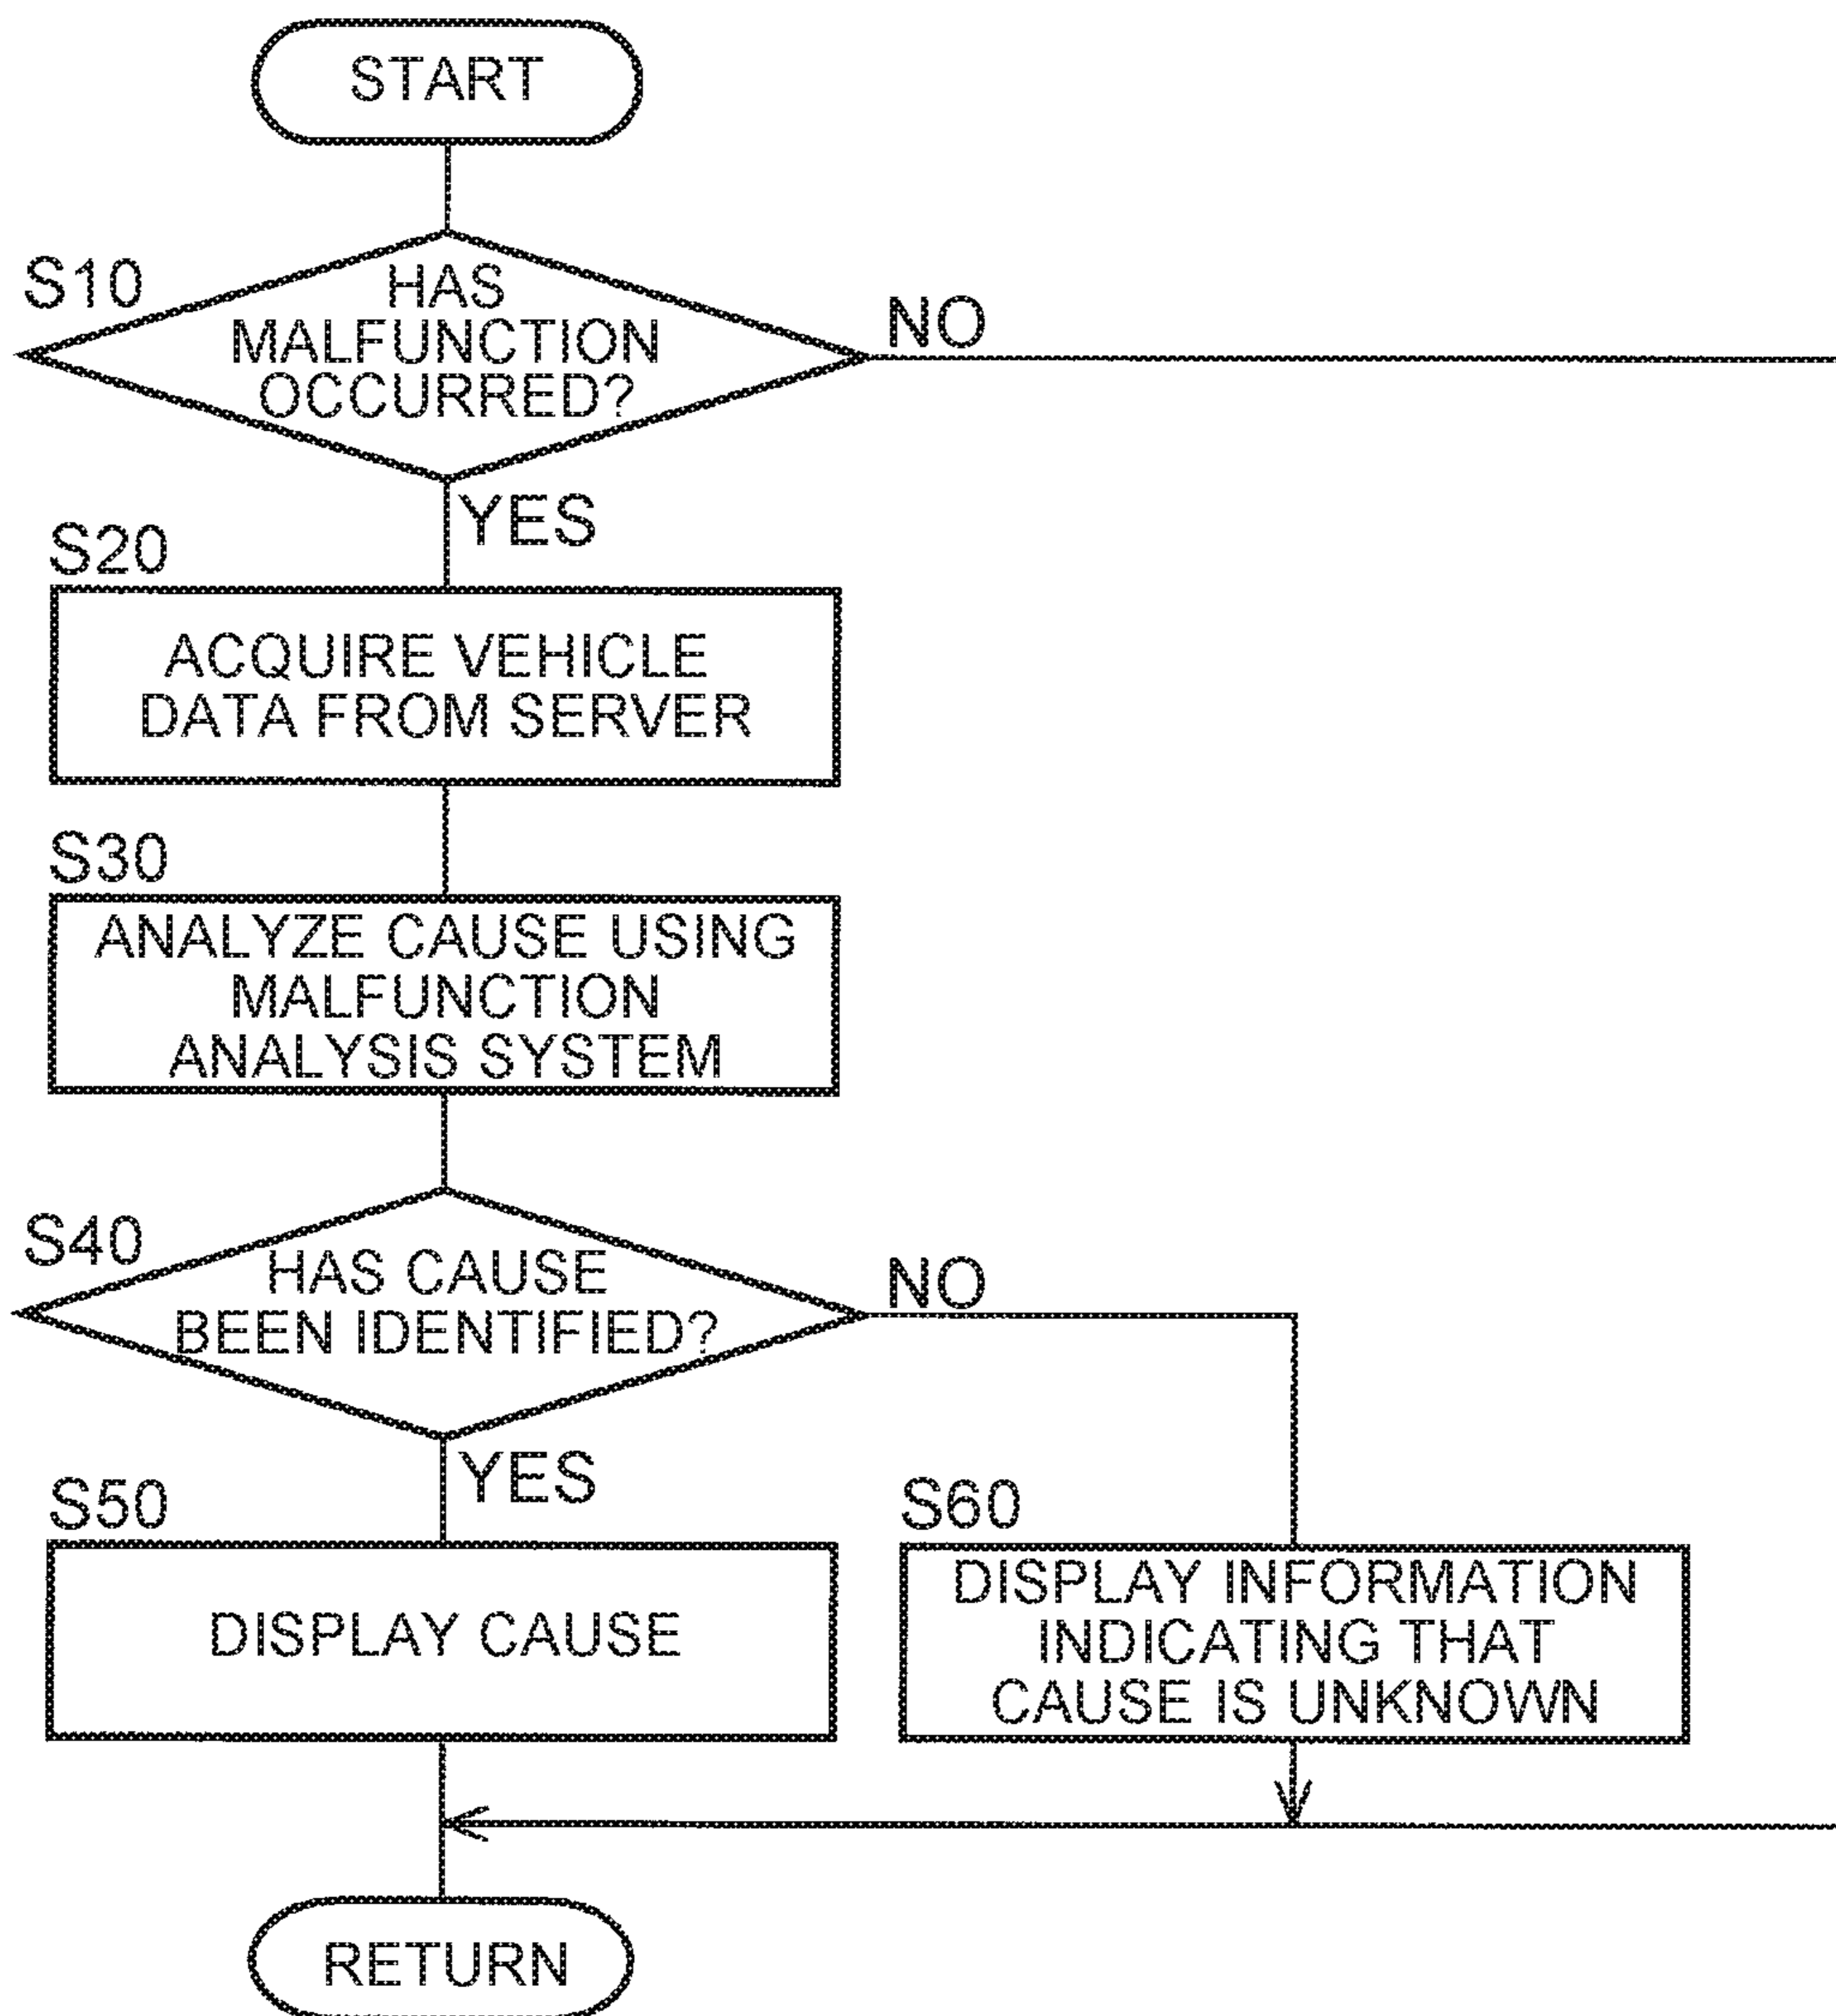 START
S10
HAS
MALFUNCTION
OCCURRED?
NO
YES
S20
ACQUIRE VEHICLE
DATA FROM SERVER
S30
ANALYZE CAUSE USING
MALFUNCTION
ANALYSIS SYSTEM
S40
HAS CAUSE
BEEN IDENTIFIED?
NO
YES
S50
DISPLAY CAUSE
S60
DISPLAY INFORMATION
INDICATING THAT
CAUSE IS UNKNOWN
RETURN